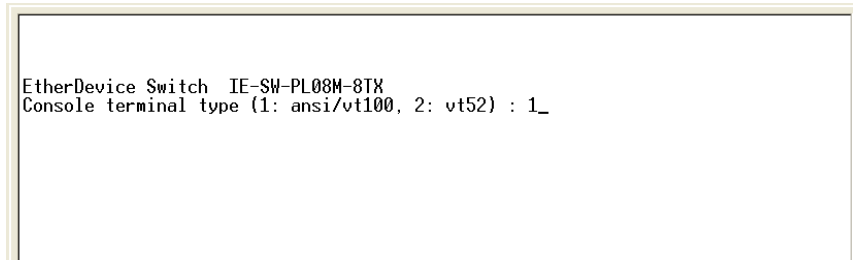 EtherDevice Switch  IE-SW-PL08M-8TX
Console terminal type (1: ansi/vt100, 2: vt52) : 1_